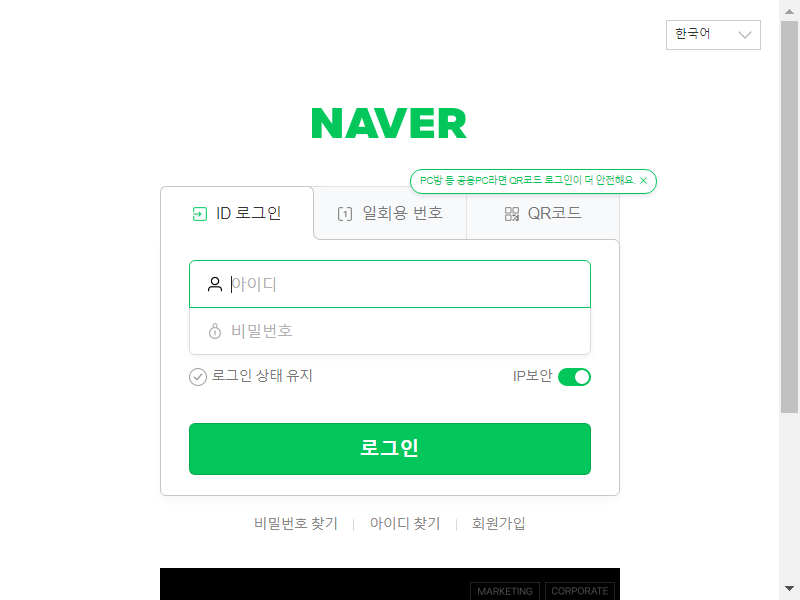 한국어
NAVER
PC방 등 공용PC라면 QR코드 로그인이 더 안전해요.
ID 로그인
일회용 번호
QR코드
아이디
비밀번호
로그인 상태 유지
IP보안
로그인
비밀번호 찾기
아이디 찾기
회원가입
MARKETING
CORPORATE